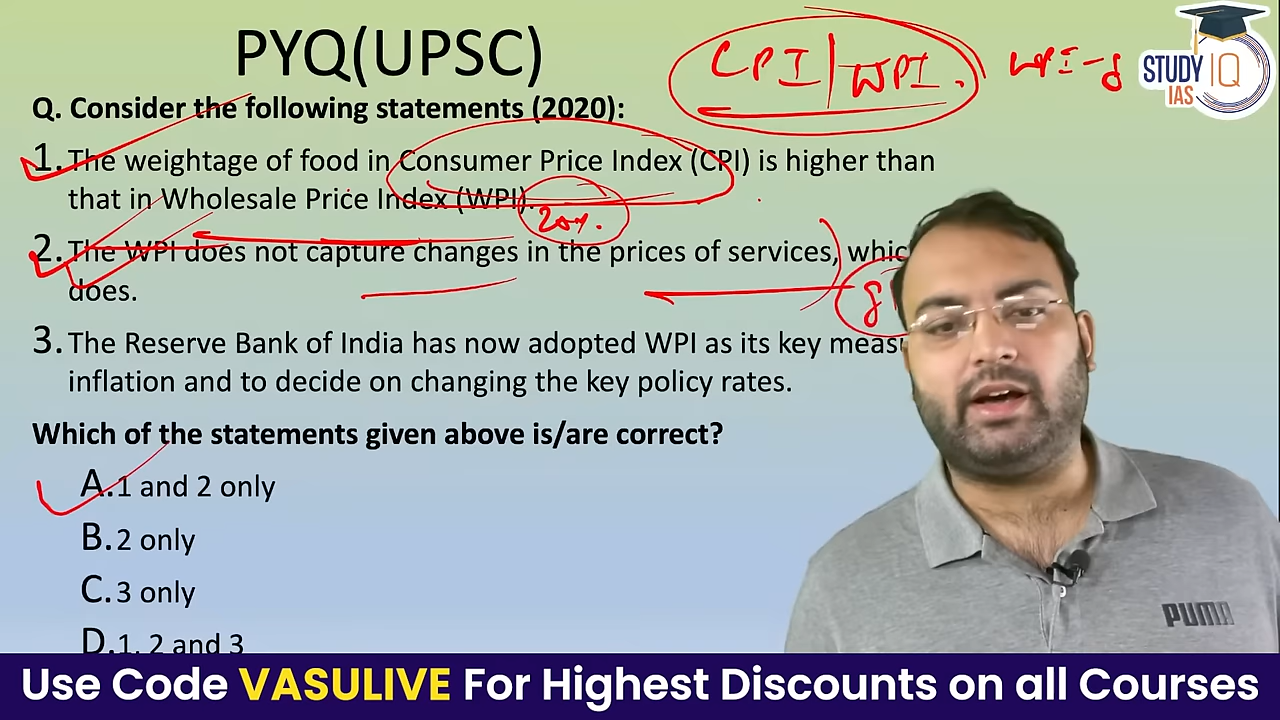 PYQ(UPSC)
CPI | WPI.
WPI-g
STUDY IQ
IAS
Q. Consider the following statements (2020):
1. The weightage of food in Consumer Price Index (CPI) is higher than
that in Wholesale Price Index (WPI).
20%.
2. The WPI does not capture changes in the prices of services,
does.
3. The Reserve Bank of India has now adopted WPI as its key
inflation and to decide on changing the key policy rates.
Which of the statements given above is/are correct?
A. 1 and 2 only
B. 2 only
C. 3 only
D. 1, 2 and 3
PUMA
Use Code VASULIVE For Highest Discounts on all Courses